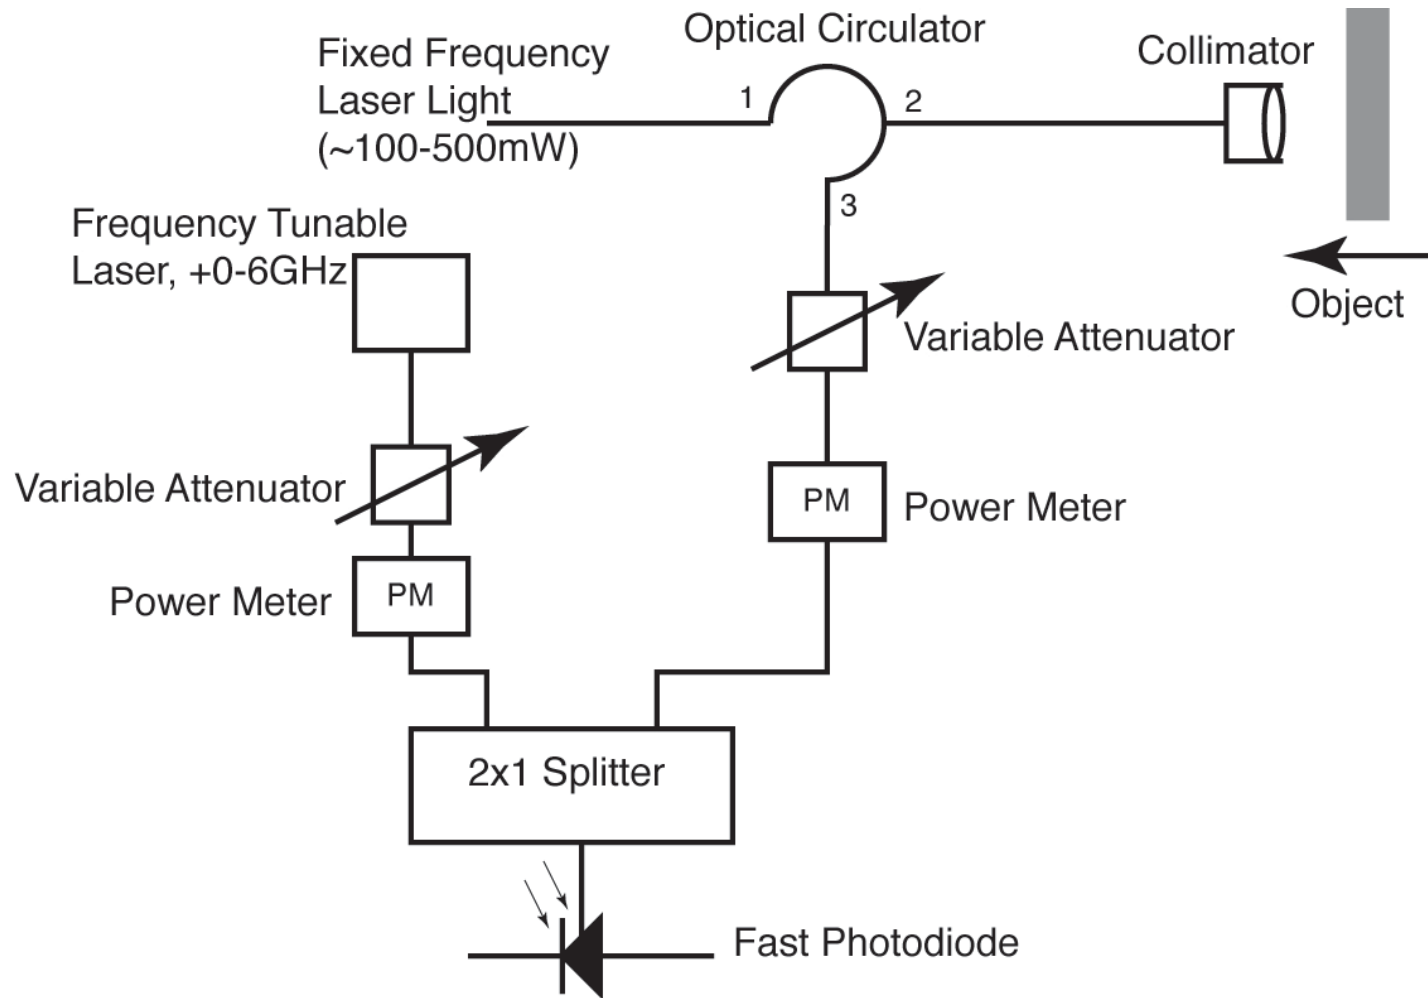 Optical Circulator
Fixed Frequency
Laser Light
(~100-500mW)
1
2
3
Collimator
Object
Frequency Tunable
Laser, +0-6GHz
Variable Attenuator
Variable Attenuator
PM
Power Meter
Power Meter
PM
2x1 Splitter
Fast Photodiode